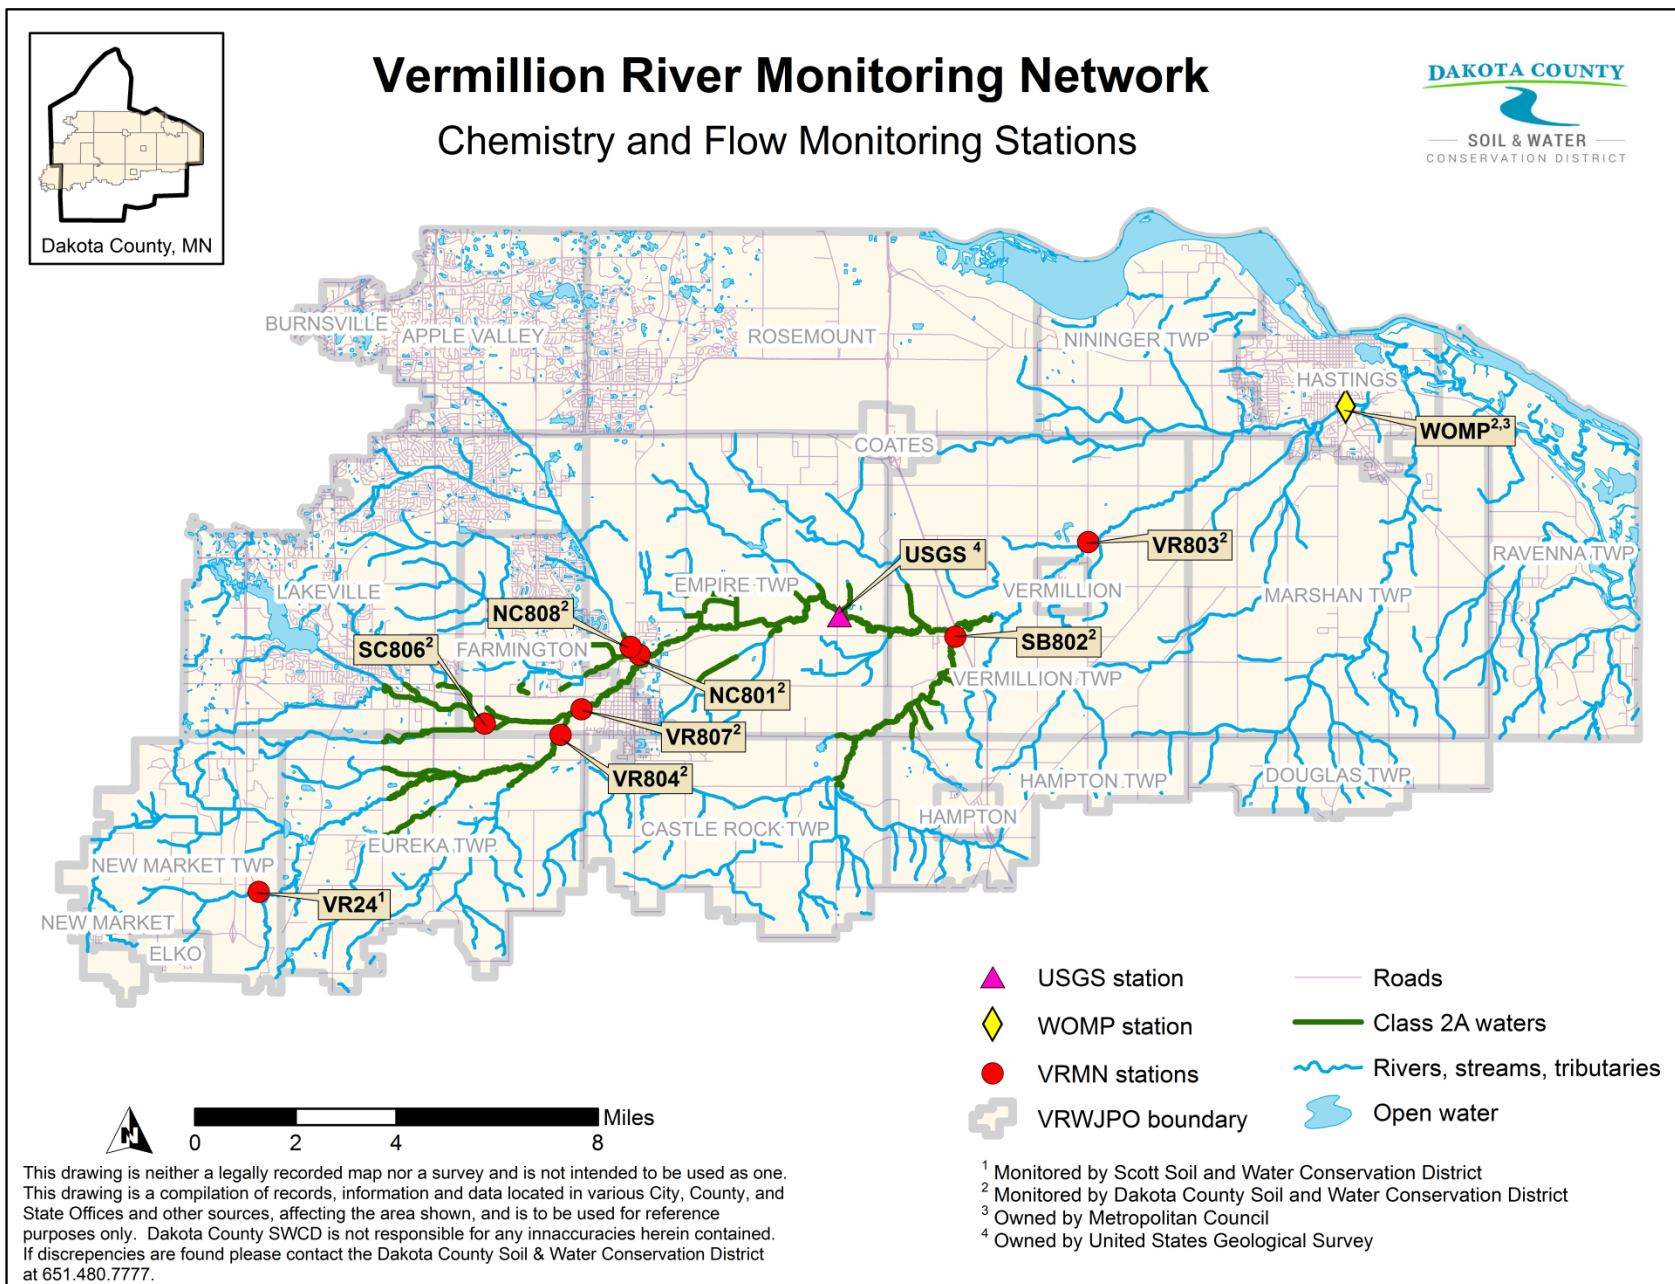 Vermillion River Monitoring Network
Chemistry and Flow Monitoring Stations
Dakota County, MN
DAKOTA COUNTY
SOIL & WATER
CONSERVATION DISTRICT
BURNSVILLE
APPLE VALLEY
ROSEMOUNT
NININGER TWP
HASTINGS
WOMP2,3
COATES
USGS 4
VR803²
RAVENNA TWP
LAKEVILLE
EMPIRE TWP
VERMILLION
MARSHAN TWP
NC808²
SC806²
FARMINGTON
SB802²
NC801²
VERMILLION TWP
VR807²
VR804²
HAMPTON TWP
DOUGLAS TWP
CASTLE ROCK TWP
HAMPTON
EUREKA TWP
NEW MARKET TWP
VR24¹
NEW MARKET
ELKO
USGS station
WOMP station
VRMN stations
VRWJPO boundary
Roads
Class 2A waters
Rivers, streams, tributaries
Open water
N
0 2 4 8 Miles
This drawing is neither a legally recorded map nor a survey and is not intended to be used as one.
This drawing is a compilation of records, information and data located in various City, County, and
State Offices and other sources, affecting the area shown, and is to be used for reference
purposes only. Dakota County SWCD is not responsible for any innaccuracies herein contained.
If discrepencies are found please contact the Dakota County Soil & Water Conservation District
at 651.480.7777.
¹ Monitored by Scott Soil and Water Conservation District
² Monitored by Dakota County Soil and Water Conservation District
³ Owned by Metropolitan Council
⁴ Owned by United States Geological Survey